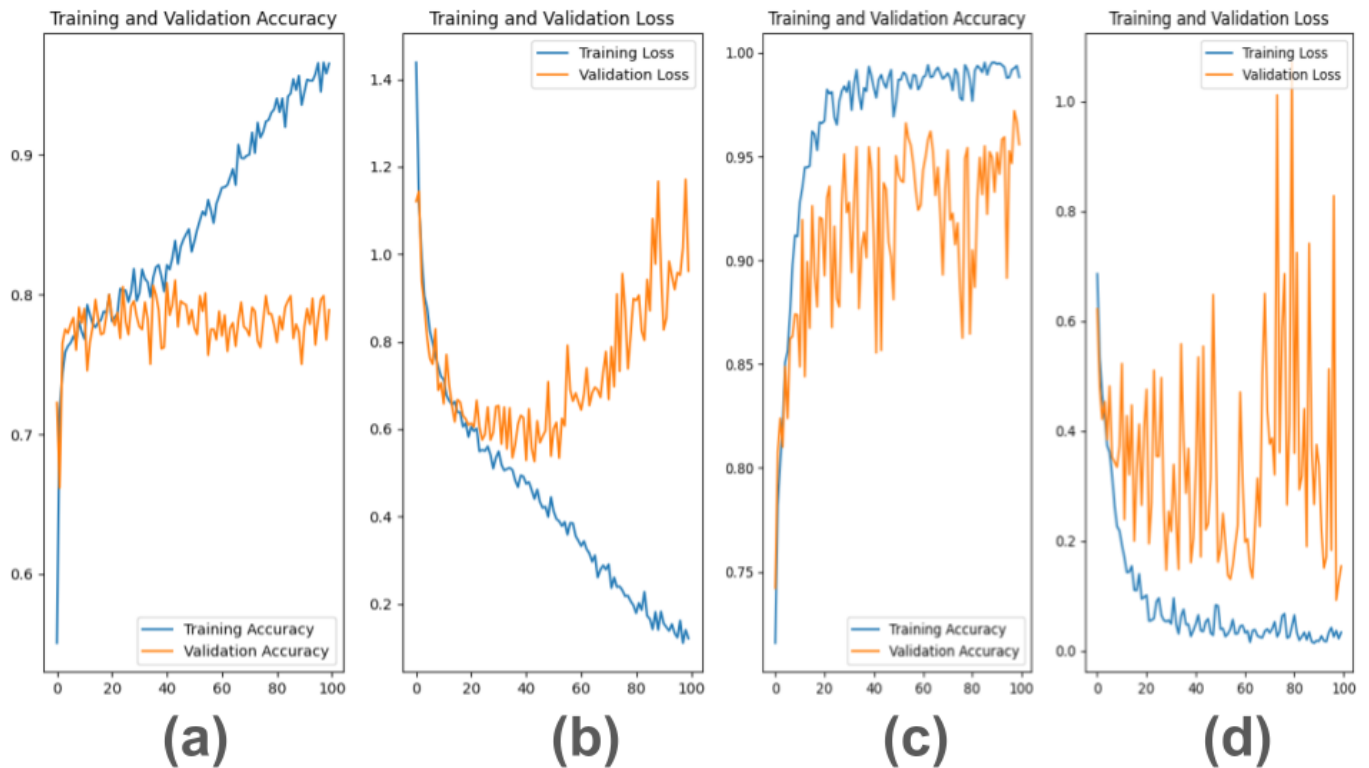 Training and Validation Accuracy
0.9
0.8
0.7
0.6
Training Accuracy
Validation Accuracy
0 20 40 60 80 100
(a)
Training and Validation Loss
Training Loss
Validation Loss
1.4
1.2
1.0
0.8
0.6
0.4
0.2
0 20 40 60 80 100
(b)
Training and Validation Accuracy
1.00
0.95
0.90
0.85
0.80
0.75
Training Accuracy
Validation Accuracy
0 20 40 60 80 100
(c)
Training and Validation Loss
Training Loss
Validation Loss
1.0
0.8
0.6
0.4
0.2
0.0
0 20 40 60 80 100
(d)